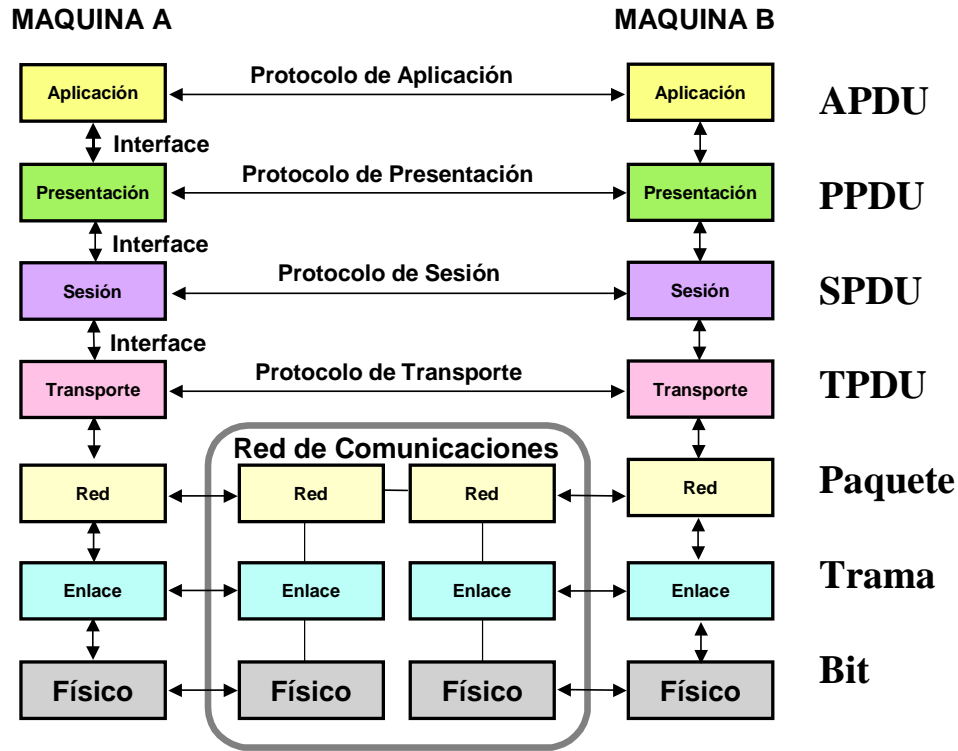 MAQUINA A
MAQUINA B
Aplicación
Protocolo de Aplicación
Aplicación
APDU
Interface
Presentación
Protocolo de Presentación
Presentación
PPDU
Interface
Sesión
Protocolo de Sesión
Sesión
SPDU
Interface
Transporte
Protocolo de Transporte
Transporte
TPDU
Red de Comunicaciones
Red
Red
Red
Red
Paquete
Enlace
Enlace
Enlace
Enlace
Trama
Físico
Físico
Físico
Físico
Bit